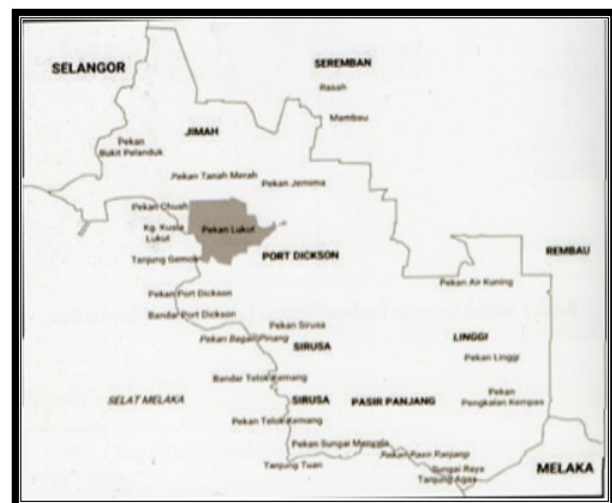 SELANGOR
SEREMBAN
Rasah
Mambau
JIMAH
Pekan
Bukit Pelanduk
Pekan Tanah Merah
Pekan Jemima
Pekan Chuah
Kg. Kuala
Lukut
Pekan Lukut
REMBAU
PORT DICKSON
Tanjung Gemok
Pekan Air Kuning
Pekan Port Dickson
Bandar Port Dickson
Pekan Sirusa
Pekan Bagan Pinang
SIRUSA
LINGGI
Pekan Linggi
Bandar Telok Kemang
SELAT MELAKA
SIRUSA
PASIR PANJANG
Pekan
Pengkalan Kempas
Pekan Telok Kemang
Pekan Sungai Menyala
Pekan Pasir Panjang
Tanjung Tuan
Sungai Raya
Tanjung Agas
MELAKA